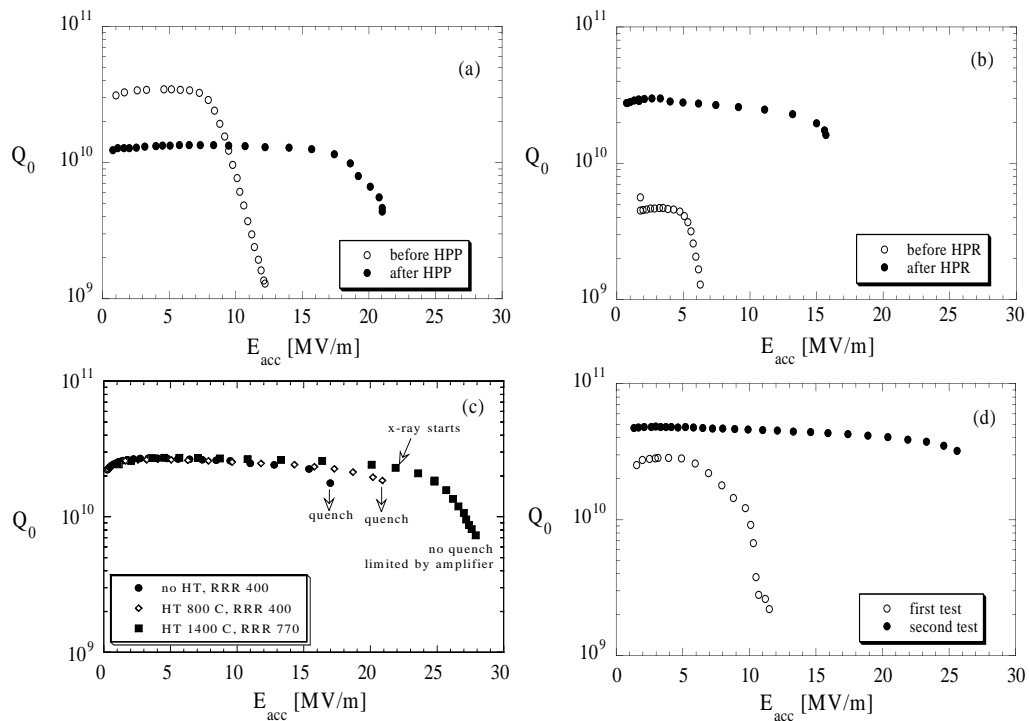 10^11
(a)
Q_0
10^10
before HPP
after HPP
10^9
0 5 10 15 20 25 30
E_acc [MV/m]
10^11
(b)
Q_0
10^10
before HPR
after HPR
10^9
0 5 10 15 20 25 30
E_acc [MV/m]
10^11
(c)
x-ray starts
quench
quench
Q_0
10^10
no quench
limited by amplifier
no HT, RRR 400
HT 800 C, RRR 400
HT 1400 C, RRR 770
10^9
0 5 10 15 20 25 30
E_acc [MV/m]
10^11
(d)
Q_0
10^10
first test
second test
10^9
0 5 10 15 20 25 30
E_acc [MV/m]